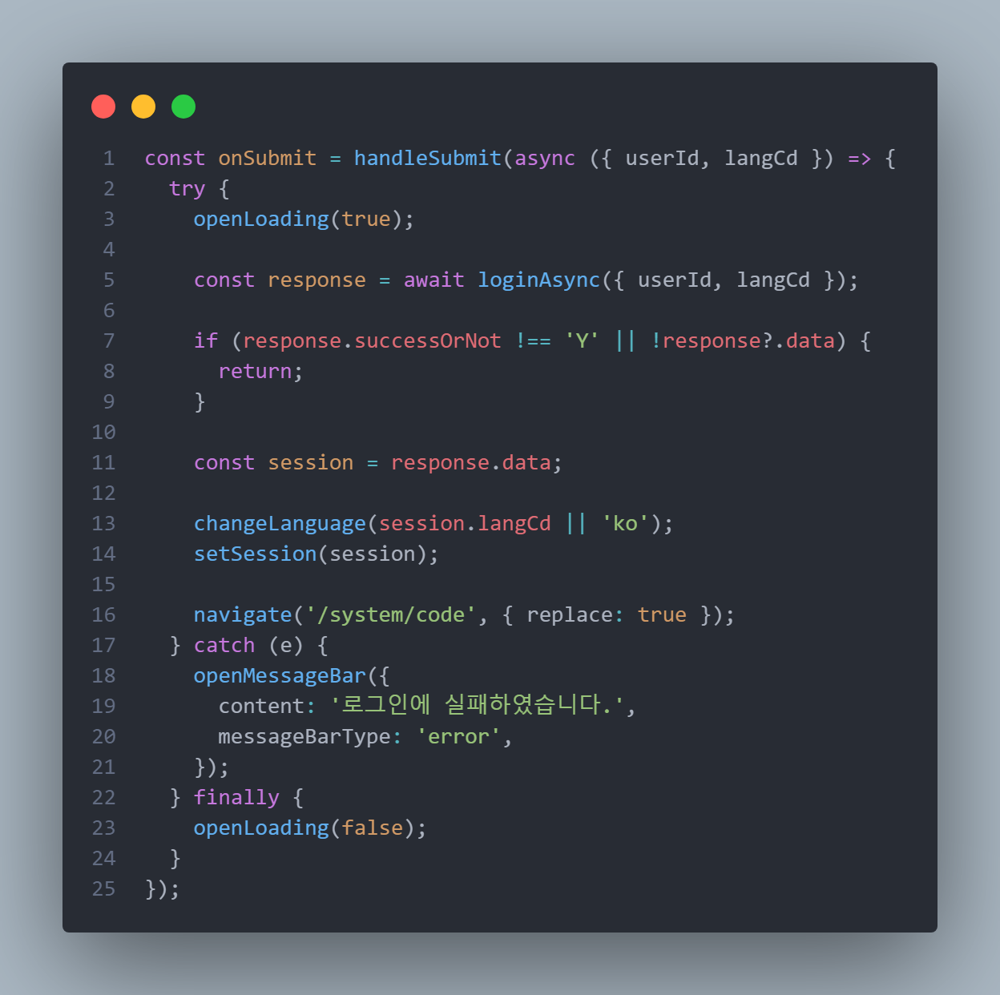 1 const onSubmit = handleSubmit(async ({ userId, langCd }) => {
2   try {
3     openLoading(true);
4
5     const response = await loginAsync({ userId, langCd });
6
7     if (response.successOrNot !== 'Y' || !response?.data) {
8       return;
9     }
10
11     const session = response.data;
12
13     changeLanguage(session.langCd || 'ko');
14     setSession(session);
15
16     navigate('/system/code', { replace: true });
17   } catch (e) {
18     openMessageBar({
19       content: '로그인에 실패하였습니다.',
20       messageBarType: 'error',
21     });
22   } finally {
23     openLoading(false);
24   }
25 });